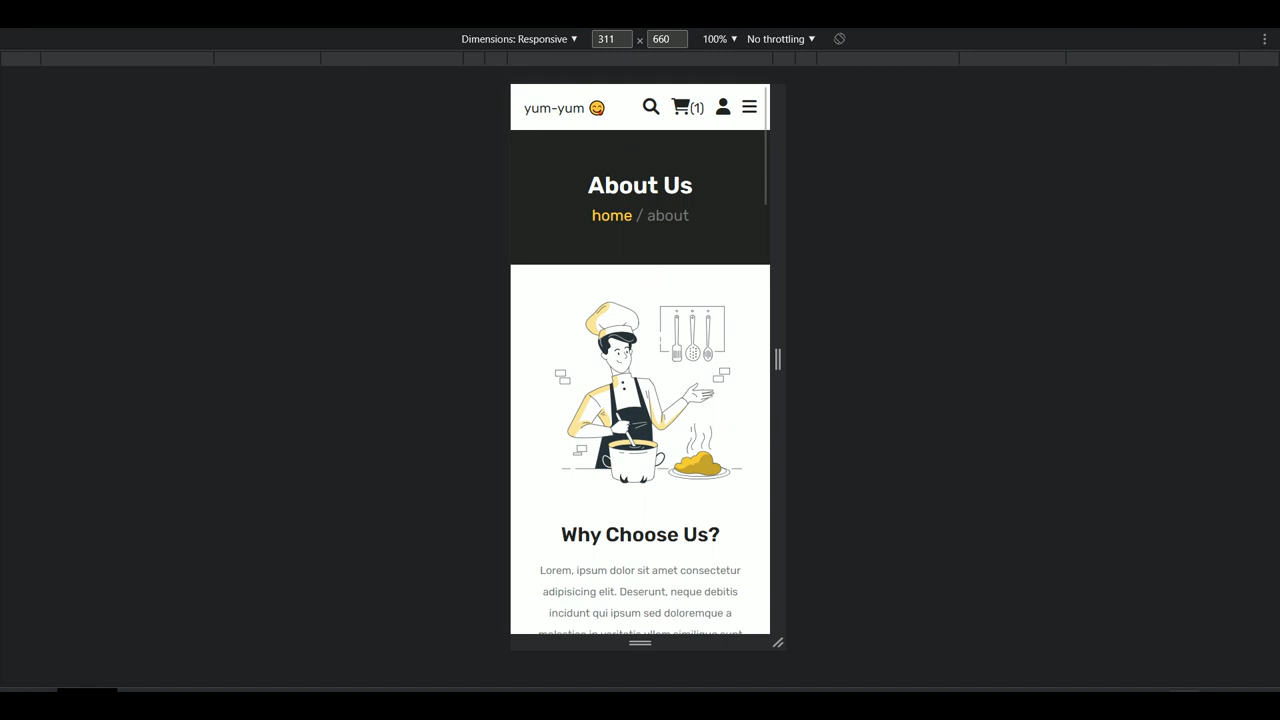 Dimensions: Responsive ▼ 311 × 660 100% ▼ No throttling ▼
yum-yum 😋 (1)
About Us
home / about
Why Choose Us?
Lorem, ipsum dolor sit amet consectetur
adipisicing elit. Deserunt, neque debitis
incidunt qui ipsum sed doloremque a